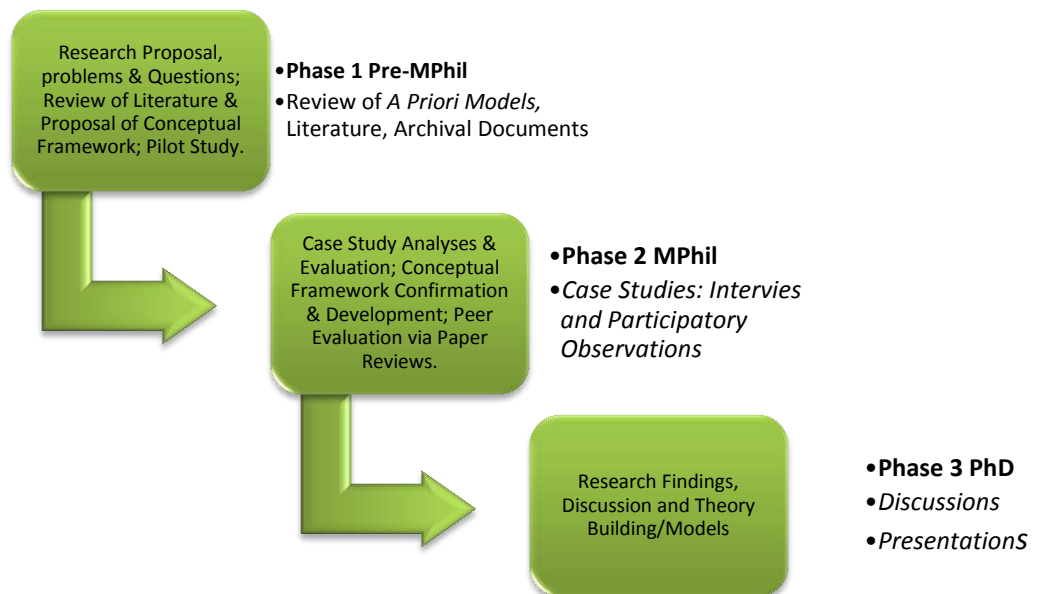 Research Proposal,
problems & Questions;
Review of Literature &
Proposal of Conceptual
Framework; Pilot Study.
•Phase 1 Pre-MPhil
•Review of A Priori Models,
Literature, Archival Documents
Case Study Analyses &
Evaluation; Conceptual
Framework Confirmation
& Development; Peer
Evaluation via Paper
Reviews.
•Phase 2 MPhil
•Case Studies: Intervies
and Participatory
Observations
Research Findings,
Discussion and Theory
Building/Models
•Phase 3 PhD
•Discussions
•Presentations